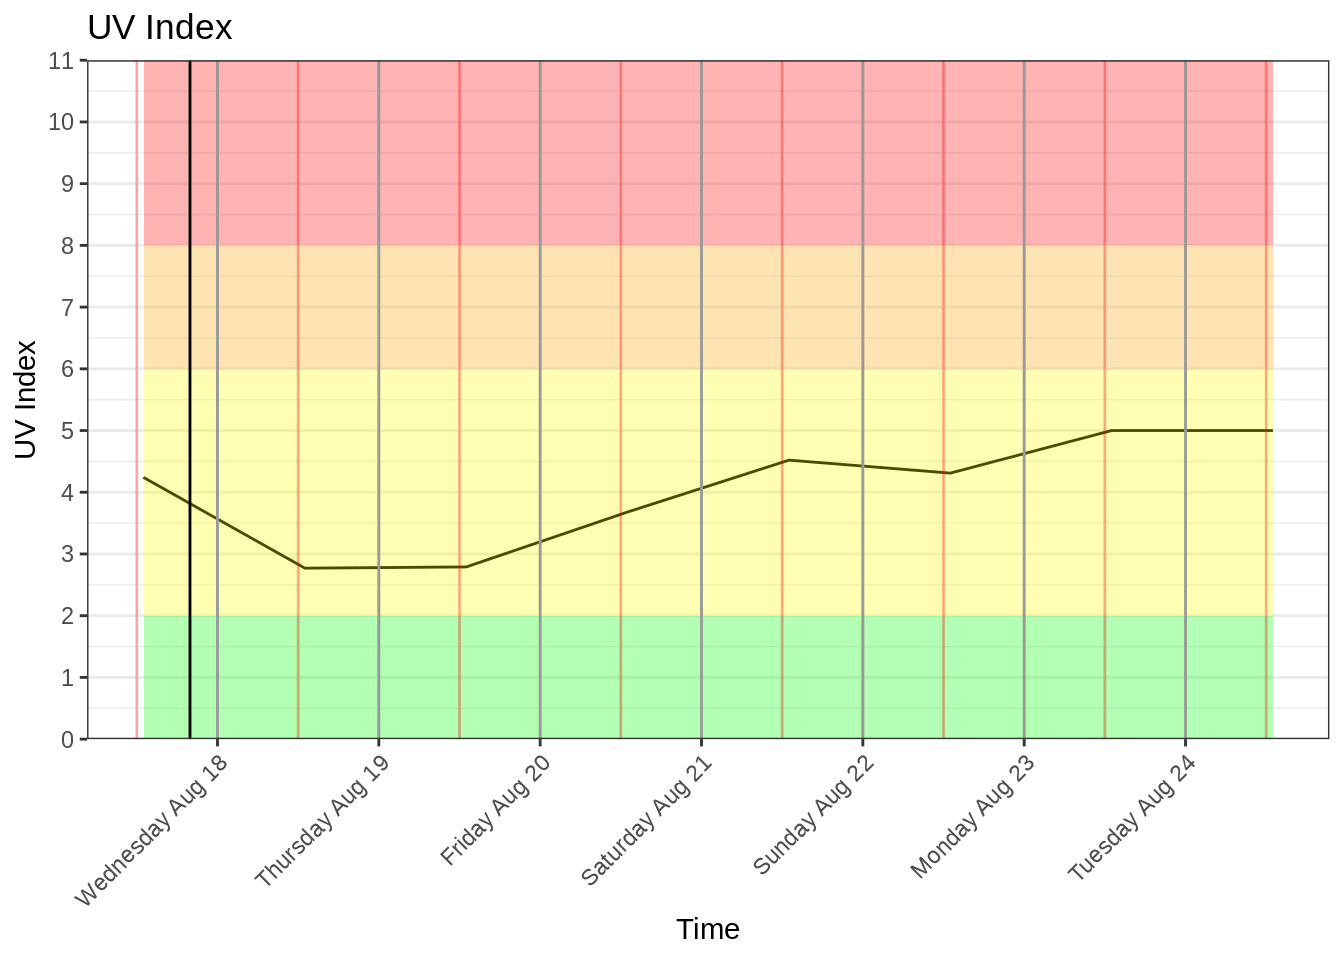 UV Index
11
10
9
8
7
6
5
4
3
2
1
0
UV Index
Wednesday Aug 18
Thursday Aug 19
Friday Aug 20
Saturday Aug 21
Sunday Aug 22
Monday Aug 23
Tuesday Aug 24
Time